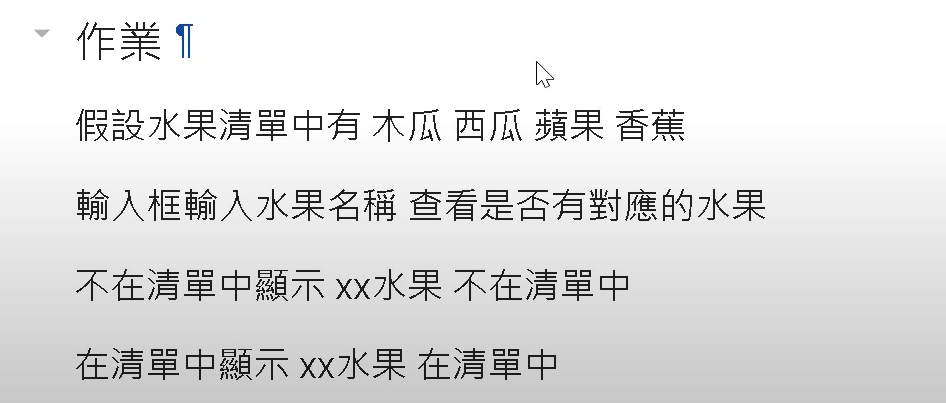 作業 ¶
假設水果清單中有 木瓜 西瓜 蘋果 香蕉
輸入框輸入水果名稱 查看是否有對應的水果
不在清單中顯示 xx水果 不在清單中
在清單中顯示 xx水果 在清單中